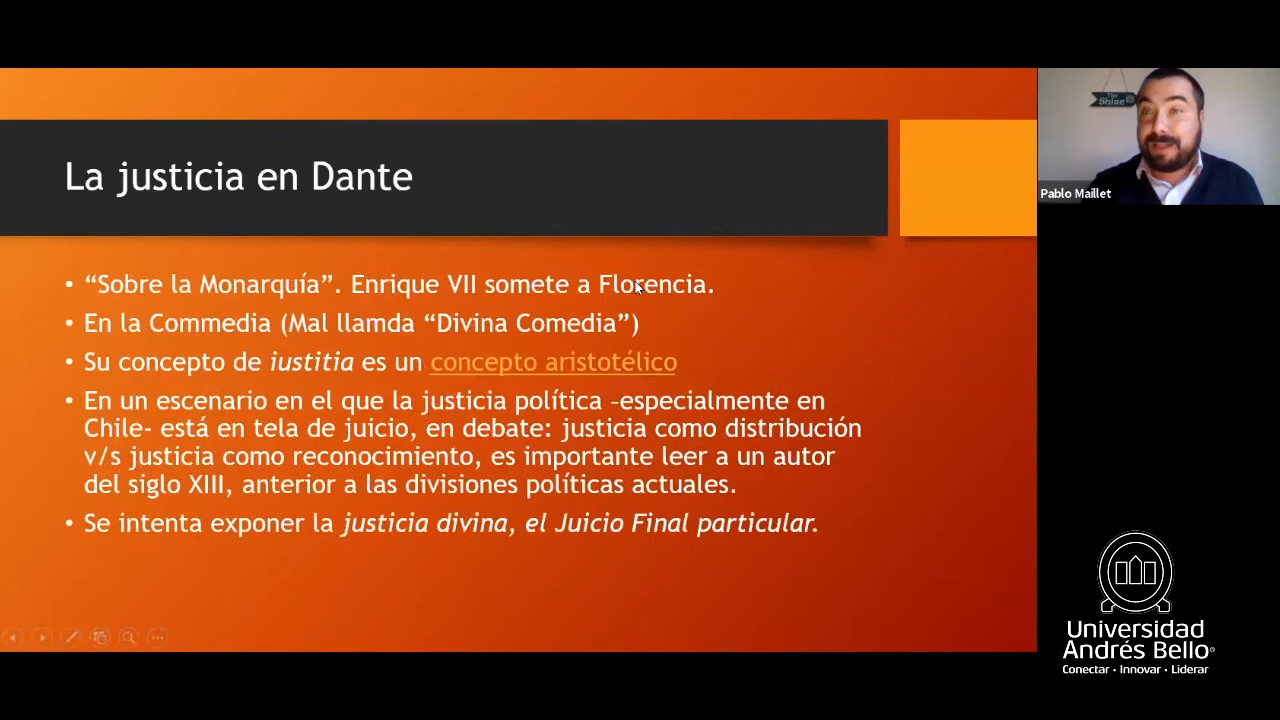 La justicia en Dante
• “Sobre la Monarquía”. Enrique VII somete a Florencia.
• En la Commedia (Mal llamda “Divina Comedia”)
• Su concepto de iustitia es un concepto aristotélico
• En un escenario en el que la justicia política –especialmente en
Chile- está en tela de juicio, en debate: justicia como distribución
v/s justicia como reconocimiento, es importante leer a un autor
del siglo XIII, anterior a las divisiones políticas actuales.
• Se intenta exponer la justicia divina, el Juicio Final particular.
The
Shire
Pablo Maillet
Universidad
Andrés Bello®
Conectar • Innovar • Liderar